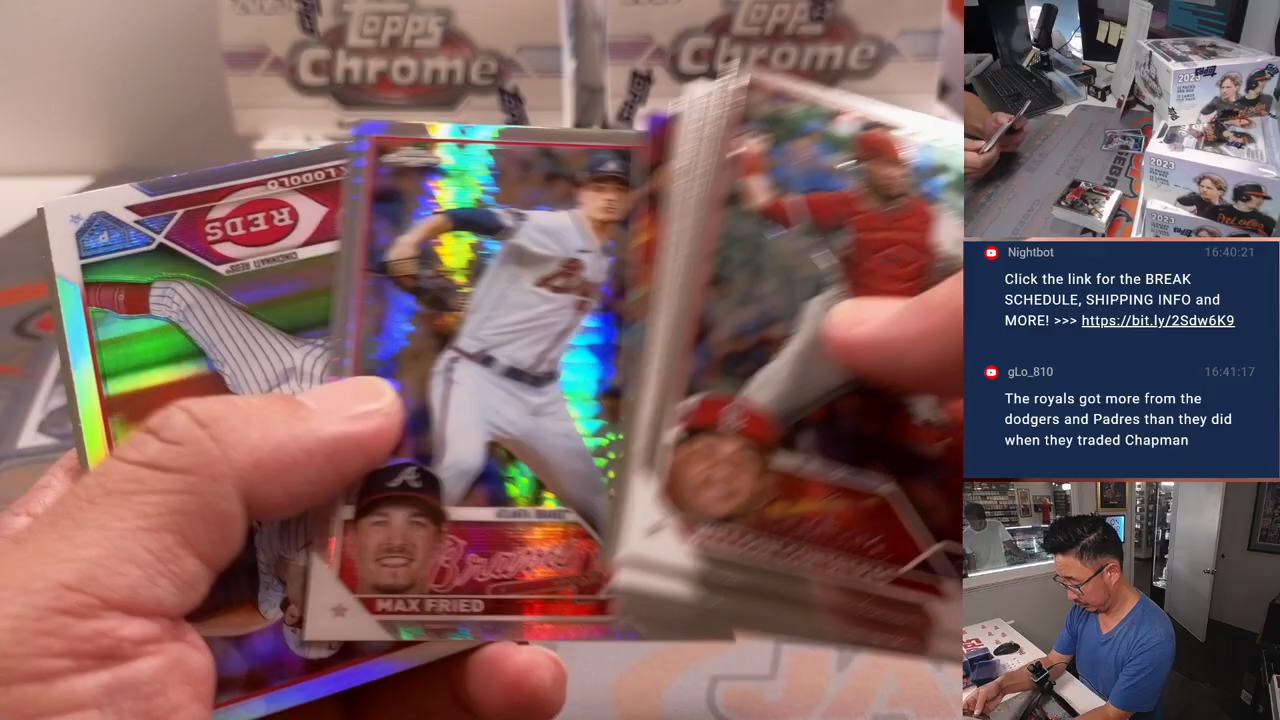 Topps
Chrome
Topps
Chrome
LODOLO
REDS
CINCINNATI REDS
Braves
MAX FRIED
2023
2023
2023
Nightbot 16:40:21
Click the link for the BREAK
SCHEDULE, SHIPPING INFO and
MORE! >>> https://bit.ly/2Sdw6K9
gLo_810 16:41:17
The royals got more from the
dodgers and Padres than they did
when they traded Chapman